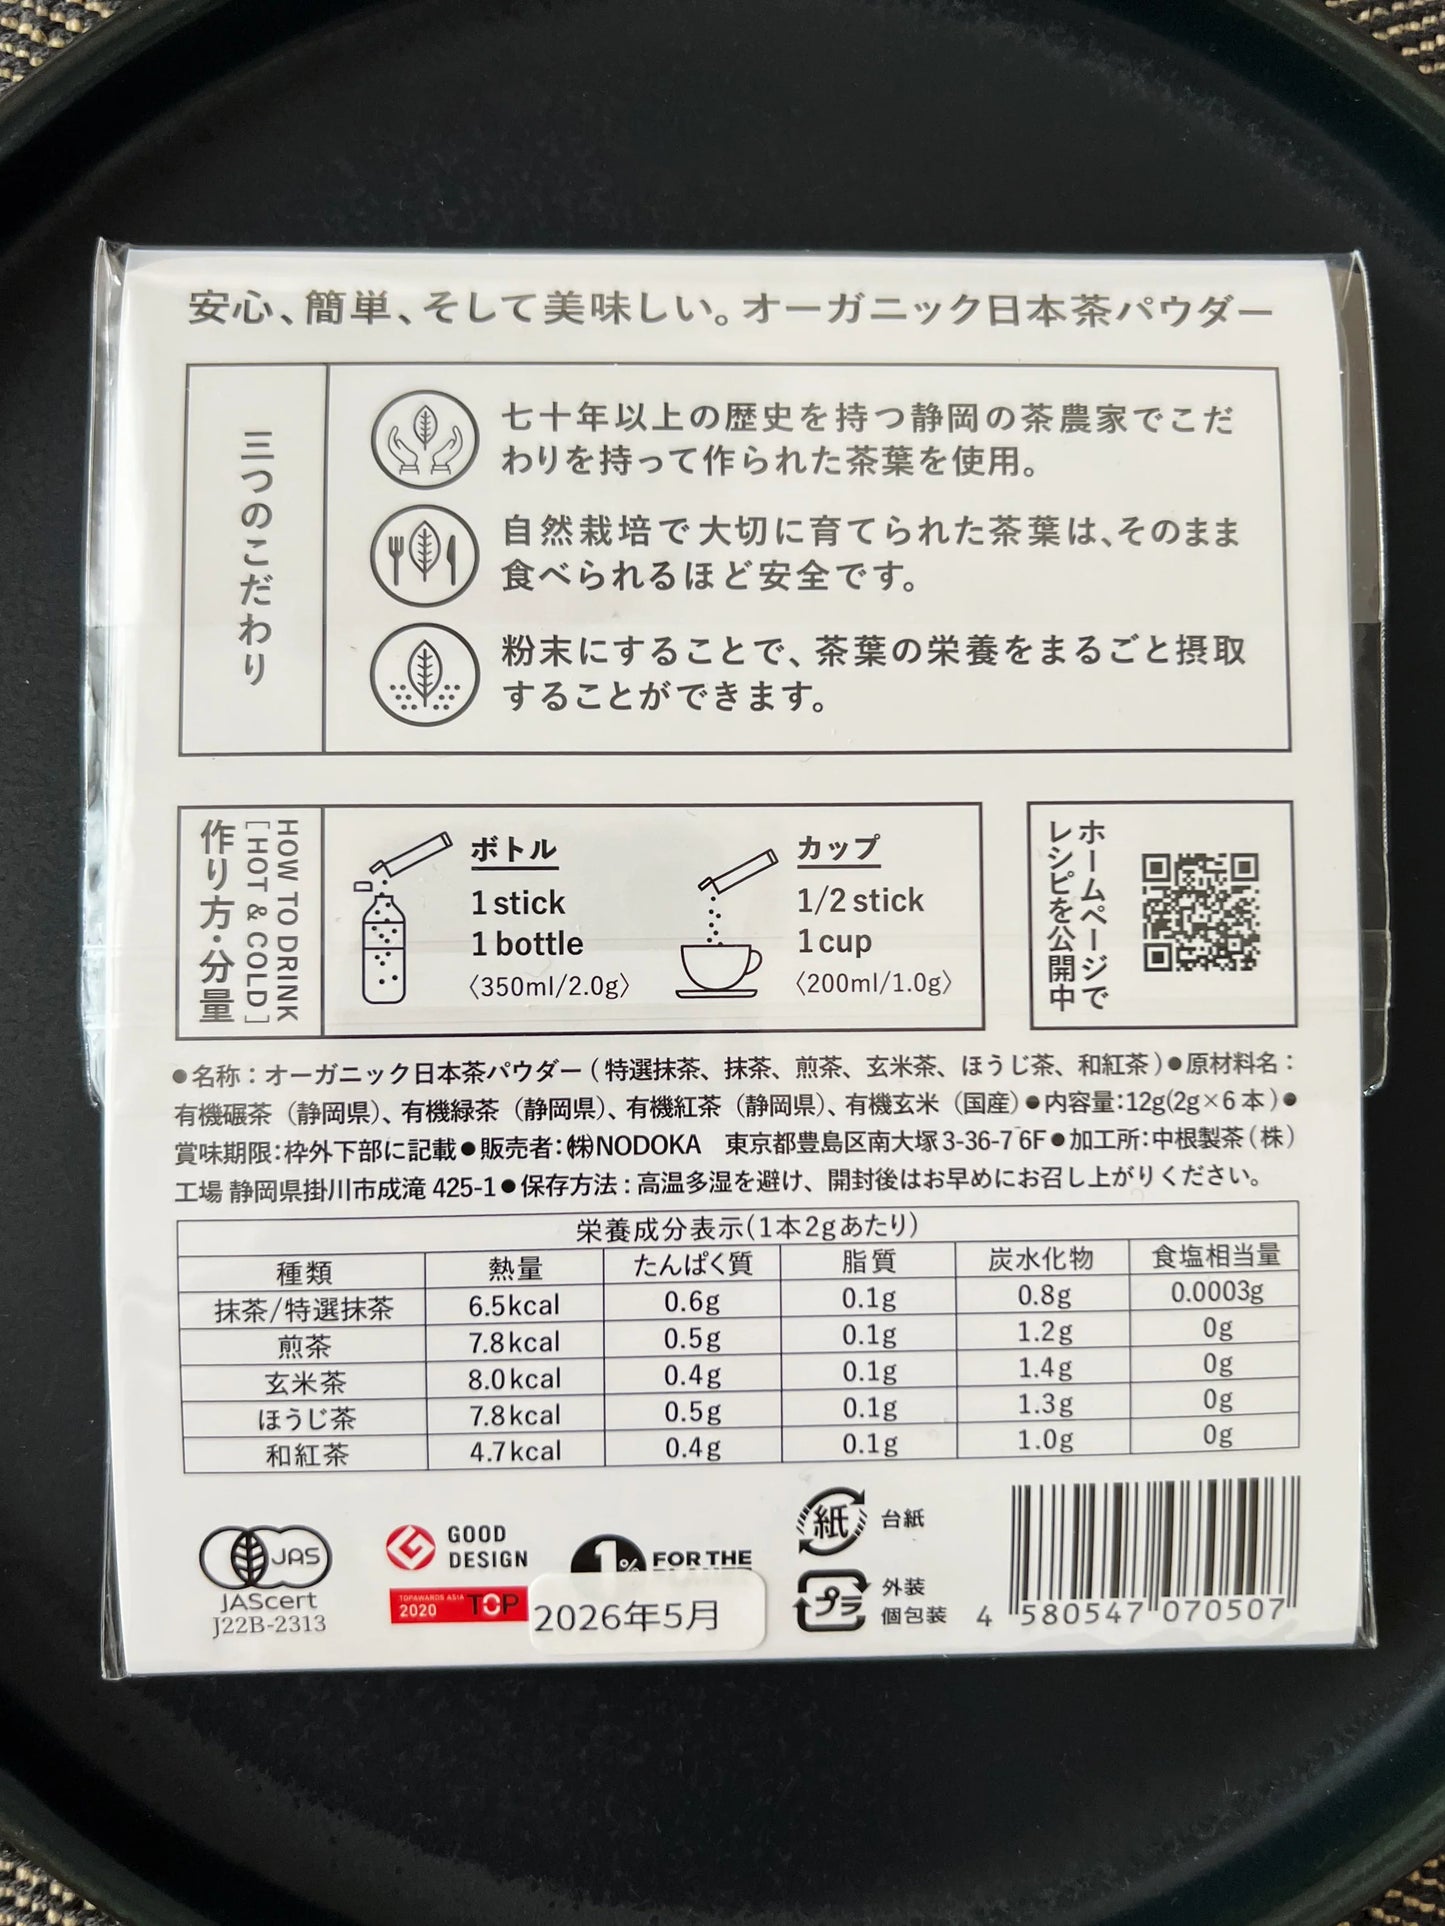 安心、簡単、そして美味しい。オーガニック日本茶パウダー
三つのこだわり
七十年以上の歴史を持つ静岡の茶農家でこだ
わりを持って作られた茶葉を使用。
自然栽培で大切に育てられた茶葉は、そのまま
食べられるほど安全です。
粉末にすることで、茶葉の栄養をまるごと摂取
することができます。
HOW TO DRINK
[HOT & COLD]
作り方・分量
ボトル
1 stick
1 bottle
〈350ml/2.0g〉
カップ
1/2 stick
1 cup
〈200ml/1.0g〉
ホームページで
レシピを公開中
●名称：オーガニック日本茶パウダー（特選抹茶、抹茶、煎茶、玄米茶、ほうじ茶、和紅茶）●原材料名：
有機碾茶（静岡県）、有機緑茶（静岡県）、有機紅茶（静岡県）、有機玄米（国産）●内容量：12g(2g×6本)●
賞味期限：枠外下部に記載●販売者：㈱NODOKA 東京都豊島区南大塚3-36-7 6F●加工所：中根製茶（株）
工場 静岡県掛川市成滝 425-1●保存方法：高温多湿を避け、開封後はお早めにお召し上がりください。
栄養成分表示(1本2gあたり)
種類 熱量 たんぱく質 脂質 炭水化物 食塩相当量
抹茶/特選抹茶 6.5kcal 0.6g 0.1g 0.8g 0.0003g
煎茶 7.8kcal 0.5g 0.1g 1.2g 0g
玄米茶 8.0kcal 0.4g 0.1g 1.4g 0g
ほうじ茶 7.8kcal 0.5g 0.1g 1.3g 0g
和紅茶 4.7kcal 0.4g 0.1g 1.0g 0g
JAS
JAScert
J22B-2313
GOOD
DESIGN
TOPAWARDS ASIA
2020
TOP
1%
FOR THE
2026年5月
紙
台紙
プラ
外装
個包装
4 580547 070507